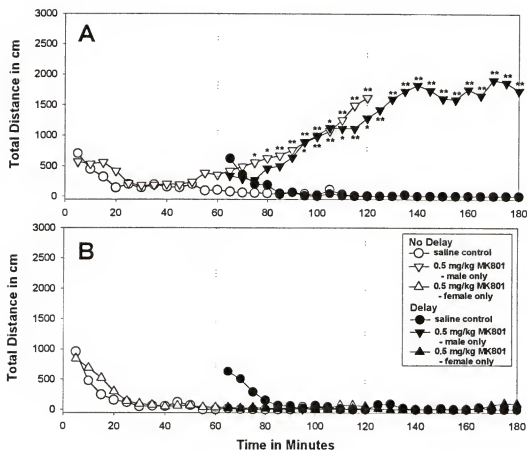 A
Total Distance in cm
3000
2500
2000
1500
1000
500
0
* * * * * * * * ** ** ** **
** ** * * ** ** * ** ** ** ** ** ** ** ** ** ** ** **
0 20 40 60 80 100 120 140 160 180
B
Total Distance in cm
3000
2500
2000
1500
1000
500
0
No Delay
saline control
0.5 mg/kg MK801
- male only
0.5 mg/kg MK801
- female only
Delay
saline control
0.5 mg/kg MK801
- male only
0.5 mg/kg MK801
- female only
0 20 40 60 80 100 120 140 160 180
Time in Minutes